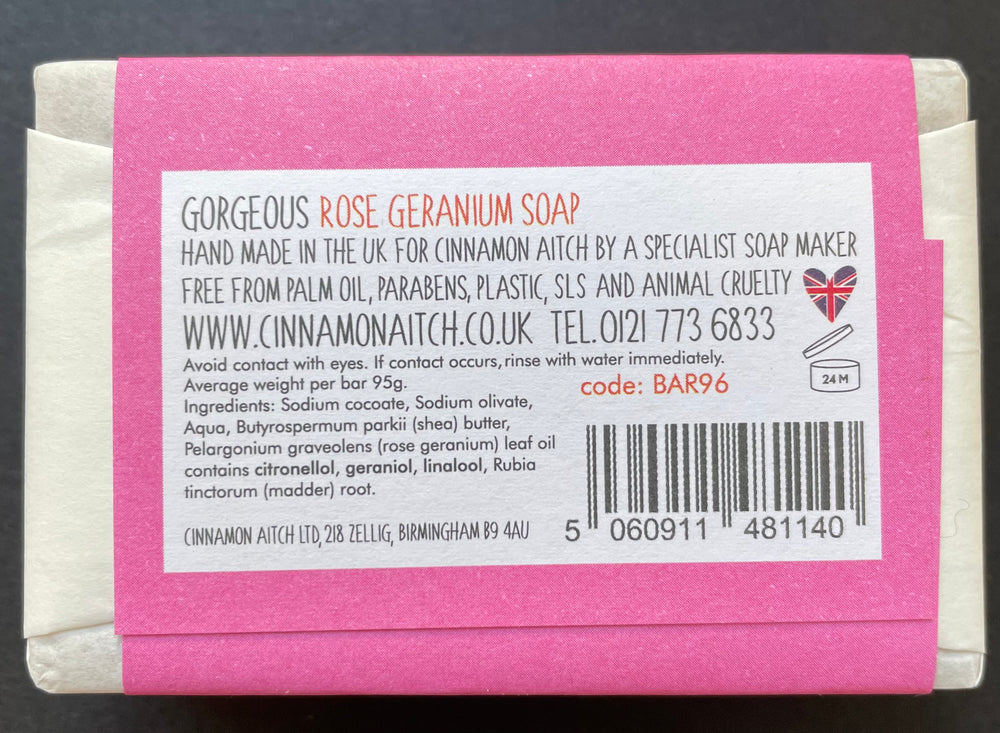 GORGEOUS ROSE GERANIUM SOAP
HAND MADE IN THE UK FOR CINNAMON AITCH BY A SPECIALIST SOAP MAKER
FREE FROM PALM OIL, PARABENS, PLASTIC, SLS AND ANIMAL CRUELTY
WWW.CINNAMONAITCH.CO.UK TEL.0121 773 6833
Avoid contact with eyes. If contact occurs, rinse with water immediately.
Average weight per bar 95g.
code: BAR96
24 M
Ingredients: Sodium cocoate, Sodium olivate,
Aqua, Butyrospermum parkii (shea) butter,
Pelargonium graveolens (rose geranium) leaf oil
contains citronellol, geraniol, linalool, Rubia
tinctorum (madder) root.
CINNAMON AITCH LTD, 218 ZELLIG, BIRMINGHAM B9 4AU
5 060911 481140